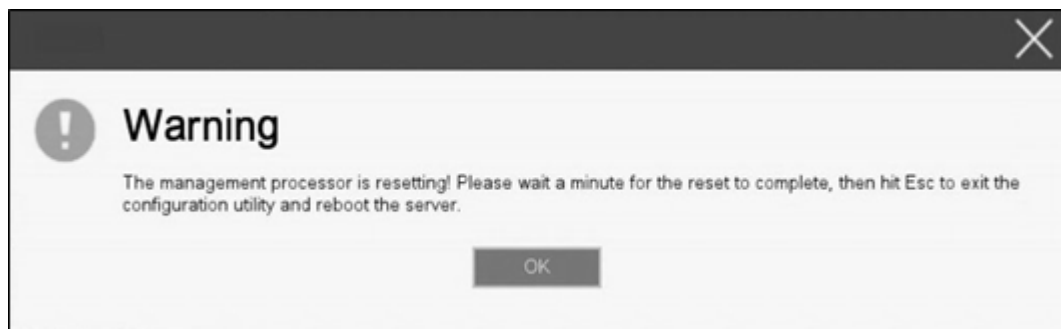 Warning
The management processor is resetting! Please wait a minute for the reset to complete, then hit Esc to exit the
configuration utility and reboot the server.
OK